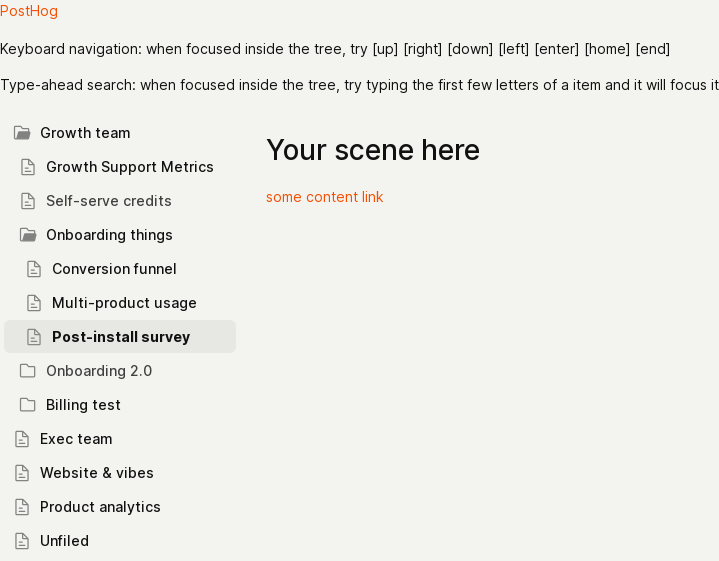 PostHog
Keyboard navigation: when focused inside the tree, try [up] [right] [down] [left] [enter] [home] [end]
Type-ahead search: when focused inside the tree, try typing the first few letters of a item and it will focus it
Growth team
Growth Support Metrics
Self-serve credits
Onboarding things
Conversion funnel
Multi-product usage
Post-install survey
Onboarding 2.0
Billing test
Exec team
Website & vibes
Product analytics
Unfiled
Your scene here
some content link